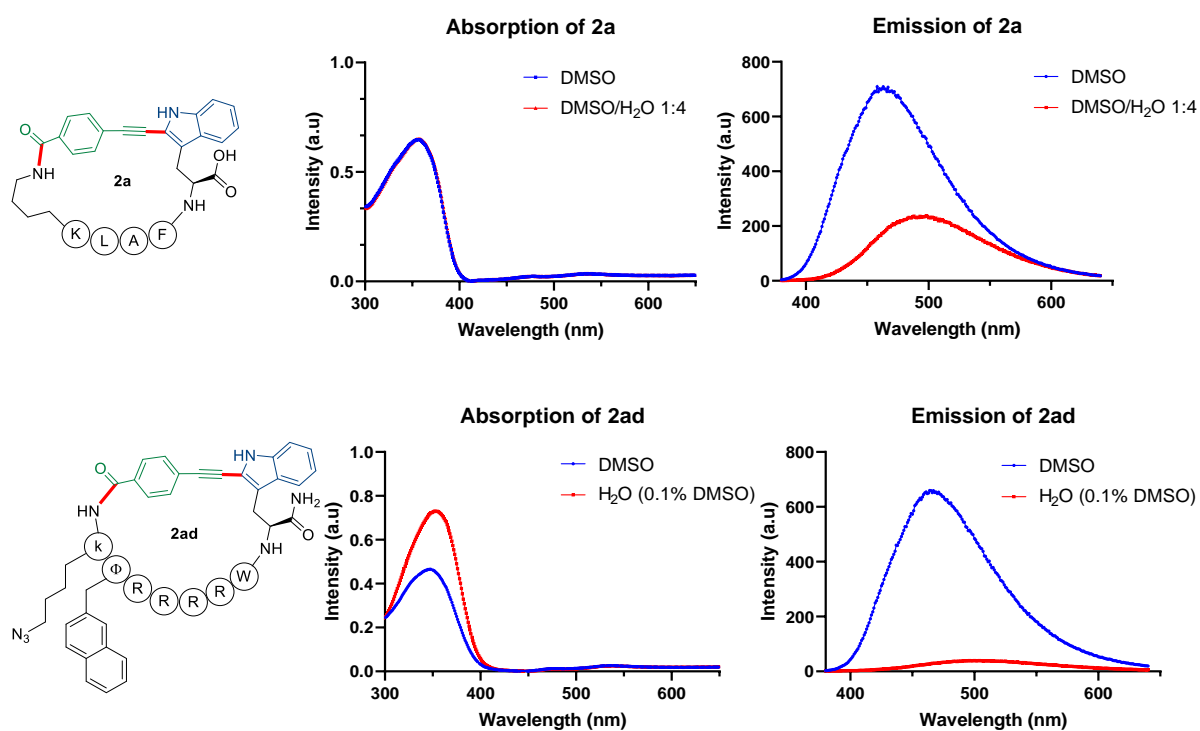 Absorption of 2a
1.0
0.5
0.0
Intensity (a.u)
300
400
500
600
Wavelength (nm)
DMSO
DMSO/H₂O 1:4
Emission of 2a
800
600
400
200
0
Intensity (a.u)
400
500
600
Wavelength (nm)
DMSO
DMSO/H₂O 1:4
O
NH
HN
OH
O
NH
2a
K
L
A
F
Absorption of 2ad
1.0
0.8
0.6
0.4
0.2
0.0
Intensity (a.u)
300
400
500
600
Wavelength (nm)
DMSO
H₂O (0.1% DMSO)
Emission of 2ad
800
600
400
200
0
Intensity (a.u)
400
500
600
Wavelength (nm)
DMSO
H₂O (0.1% DMSO)
O
HN
HN
NH₂
O
HN
2ad
k
Φ
R
R
R
R
W
N₃